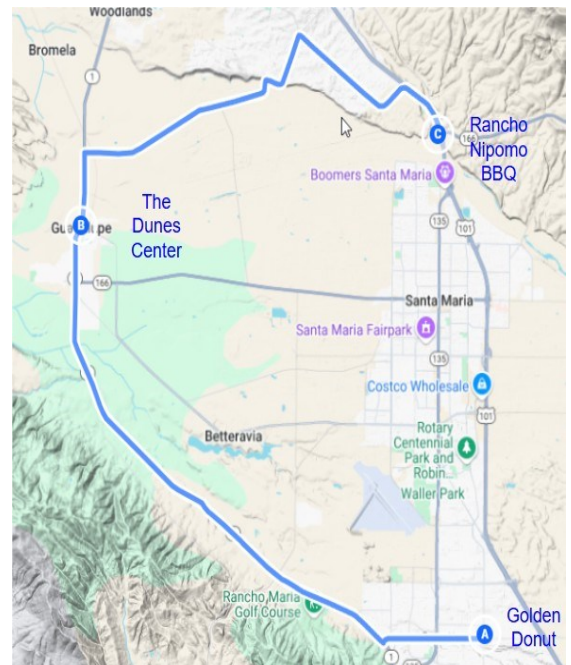 Woodlands
Bromela
1
Rancho
Nipomo
BBQ
C
166
Boomers Santa Maria
The
Dunes
Center
B
135
101
166
Santa Maria
Santa Maria Fairpark
135
Costco Wholesale
101
Betteravia
Rotary
Centennial
Park and
Robin...
Waller Park
Rancho Maria
Golf Course
Golden
Donut
A
1